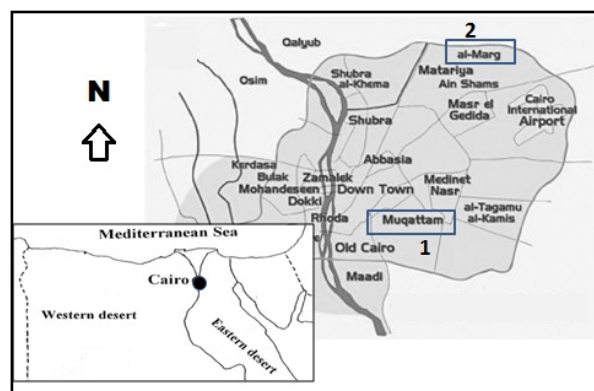 2
Qalyub
al-Marg
N
Osim
Shubra
al-Khema
Matariya
Ain Shams
Masr el
Gedida
Cairo
International
Airport
Shubra
Abbasia
Kerdasa
Bulak
Zamalek
Medinet
Nasr
Mohandeseen
Down Town
Dokki
al-Tagamu
al-Kamis
Rhoda
Muqattam
1
Old Cairo
Maadi
Mediterranean Sea
Cairo
Western desert
Eastern desert